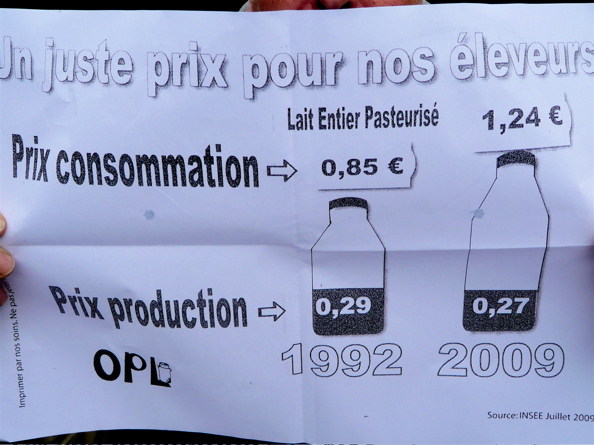 Un juste prix pour nos éleveurs
Lait Entier Pasteurisé
1,24 €
Prix consommation
0,85 €
Prix production
0,29
0,27
OPL
1992
2009
Source: INSEE Juillet 2009
Imprimer par nos soins. Ne pas